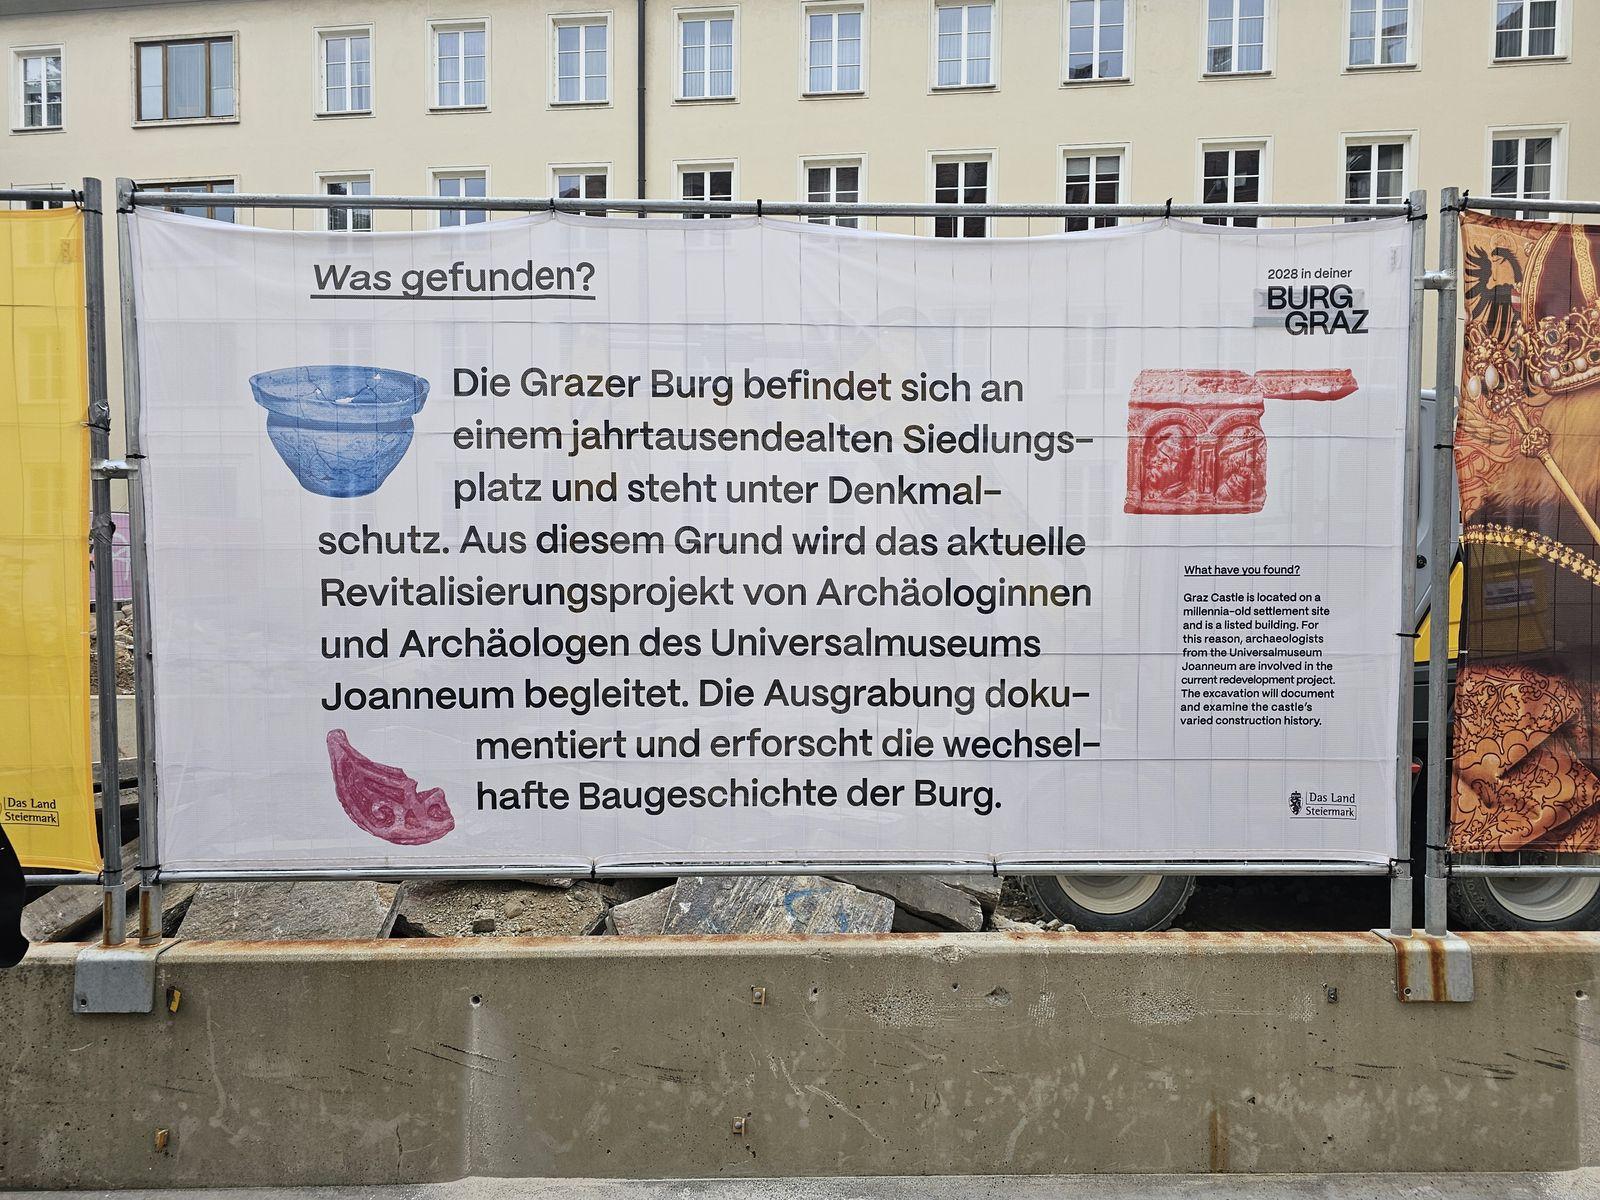 Was gefunden?
2028 in deiner
BURG
GRAZ
Die Grazer Burg befindet sich an
einem jahrtausendealten Siedlungs-
platz und steht unter Denkmal-
schutz. Aus diesem Grund wird das aktuelle
Revitalisierungsprojekt von Archäologinnen
und Archäologen des Universalmuseums
Joanneum begleitet. Die Ausgrabung doku-
mentiert und erforscht die wechsel-
hafte Baugeschichte der Burg.
What have you found?
Graz Castle is located on a
millennia-old settlement site
and is a listed building. For
this reason, archaeologists
from the Universalmuseum
Joanneum are involved in the
current redevelopment project.
The excavation will document
and examine the castle's
varied construction history.
Das Land
Steiermark
Das Land
Steiermark